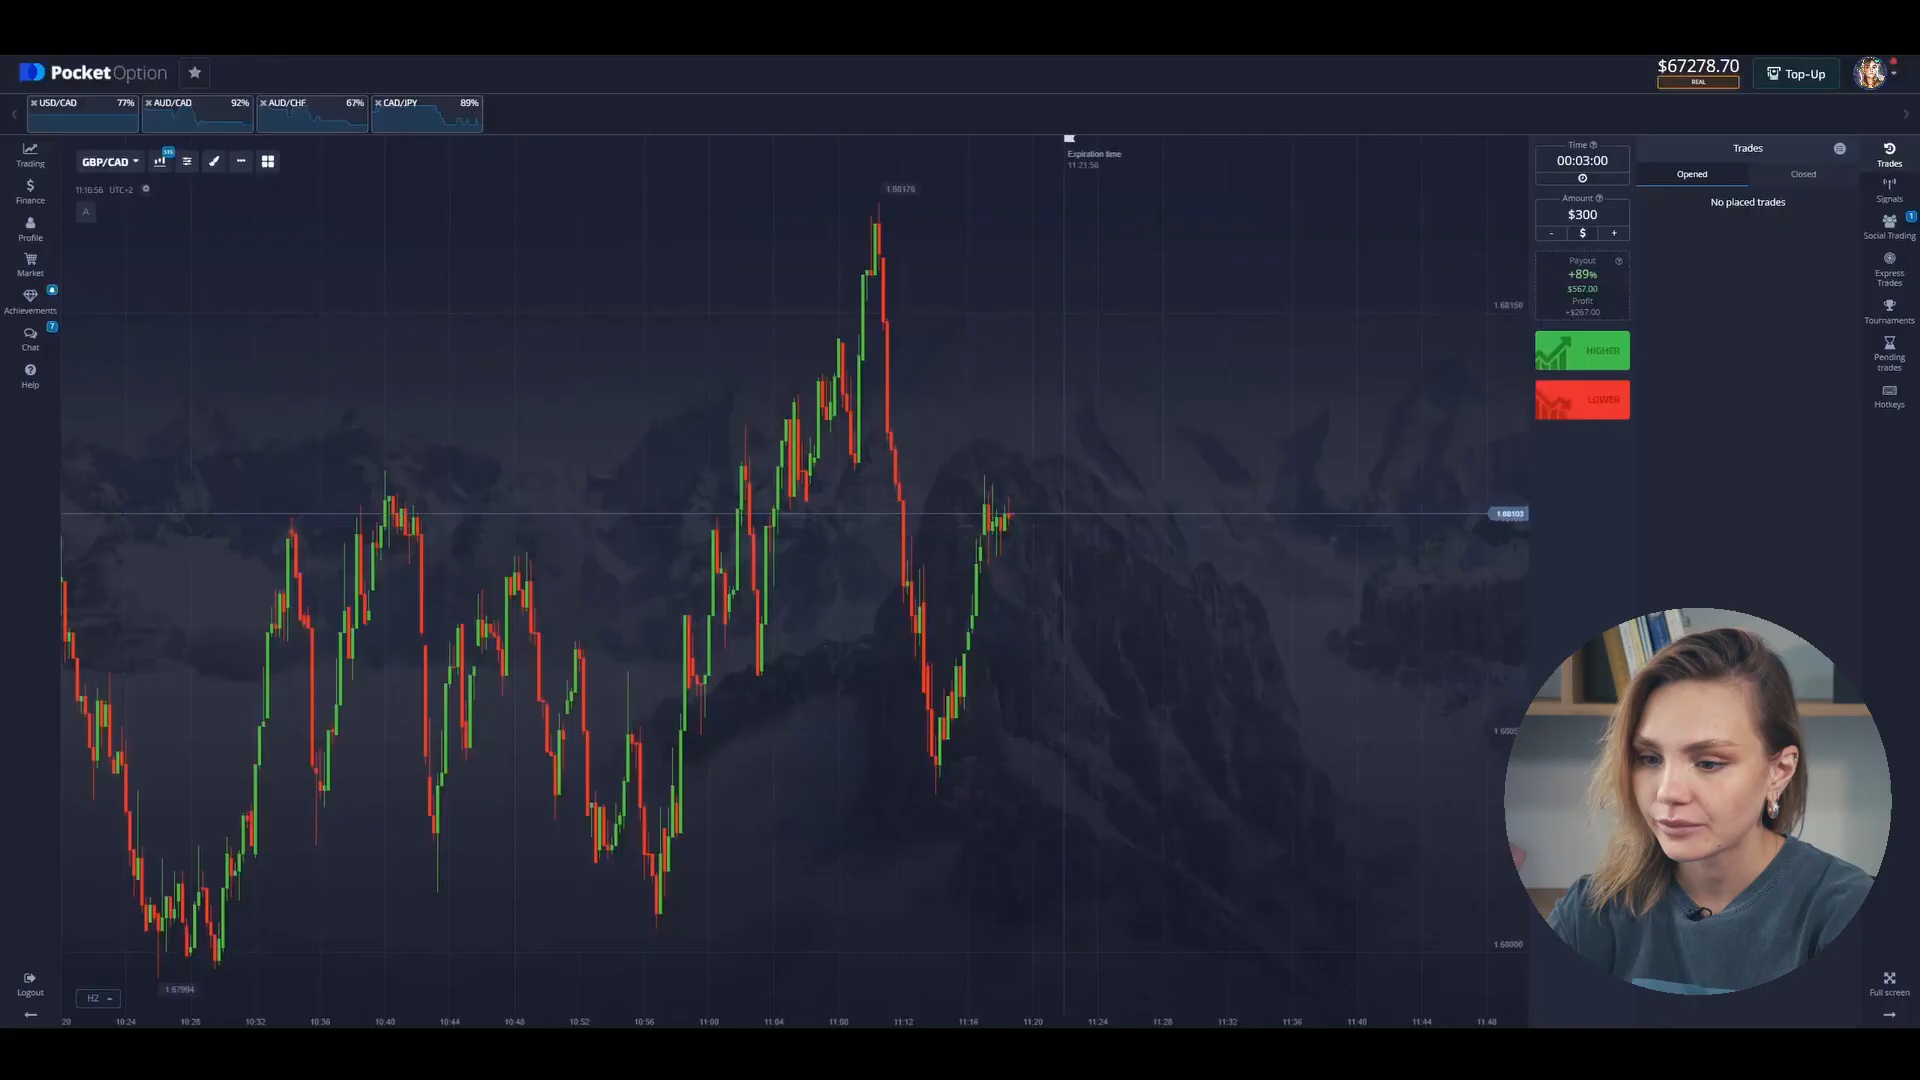 PocketOption
$67278.70
REAL
Top-Up
USD/CAD 77%
AUD/CAD 92%
AUD/CHF 67%
CAD/JPY 89%
Trading
Finance
Profile
Market
Achievements
Chat
7
Help
Logout
GBP/CAD
S15
UTC+2
A
Expiration time
11:21:56
1.68176
1.68150
1.68103
1.68000
1.67994
H2
10:24
10:28
10:32
10:36
10:40
10:44
10:48
10:52
10:56
11:00
11:04
11:08
11:12
11:16
11:20
11:24
11:28
11:32
11:36
11:40
11:44
11:48
Time
00:03:00
Amount
$300
- $ +
Payout
+89%
$567.00
Profit
+$267.00
HIGHER
LOWER
Trades
Opened
Closed
No placed trades
Trades
Signals
1
Social Trading
Express
Trades
Tournaments
Pending
trades
Hotkeys
Full screen